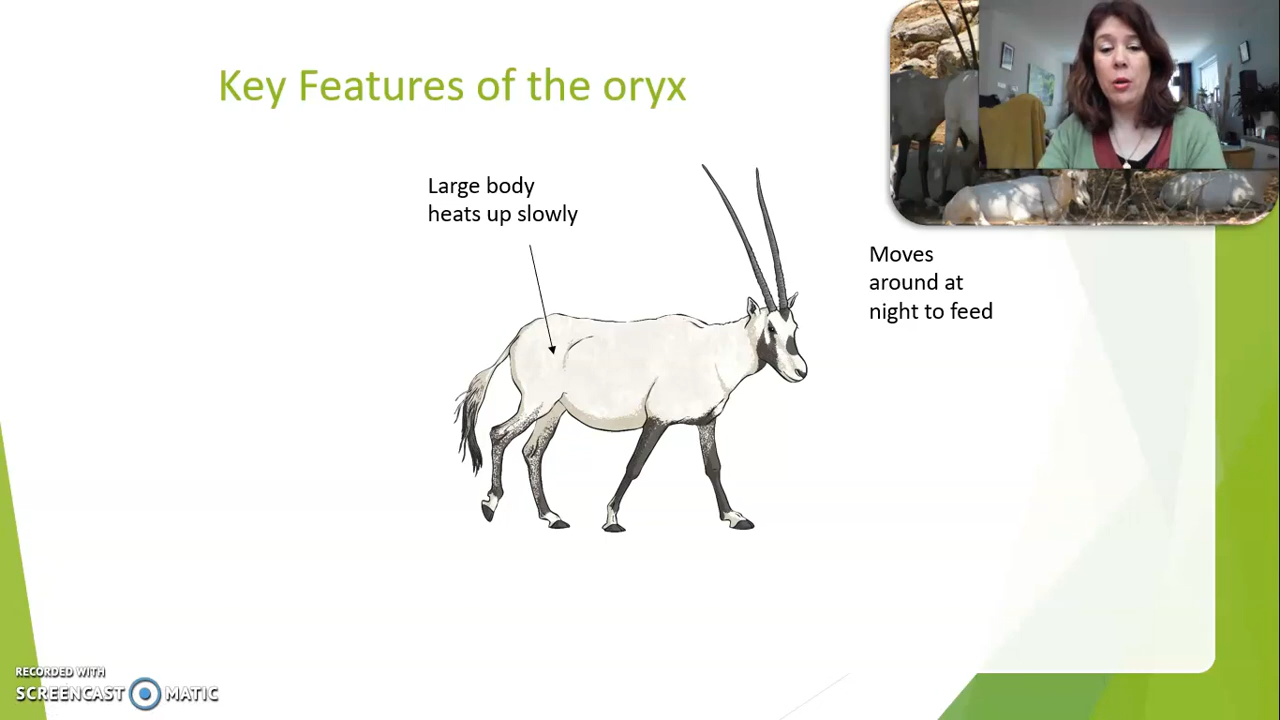 Key Features of the oryx
Large body
heats up slowly
Moves
around at
night to feed
RECORDED WITH
SCREENCAST MATIC